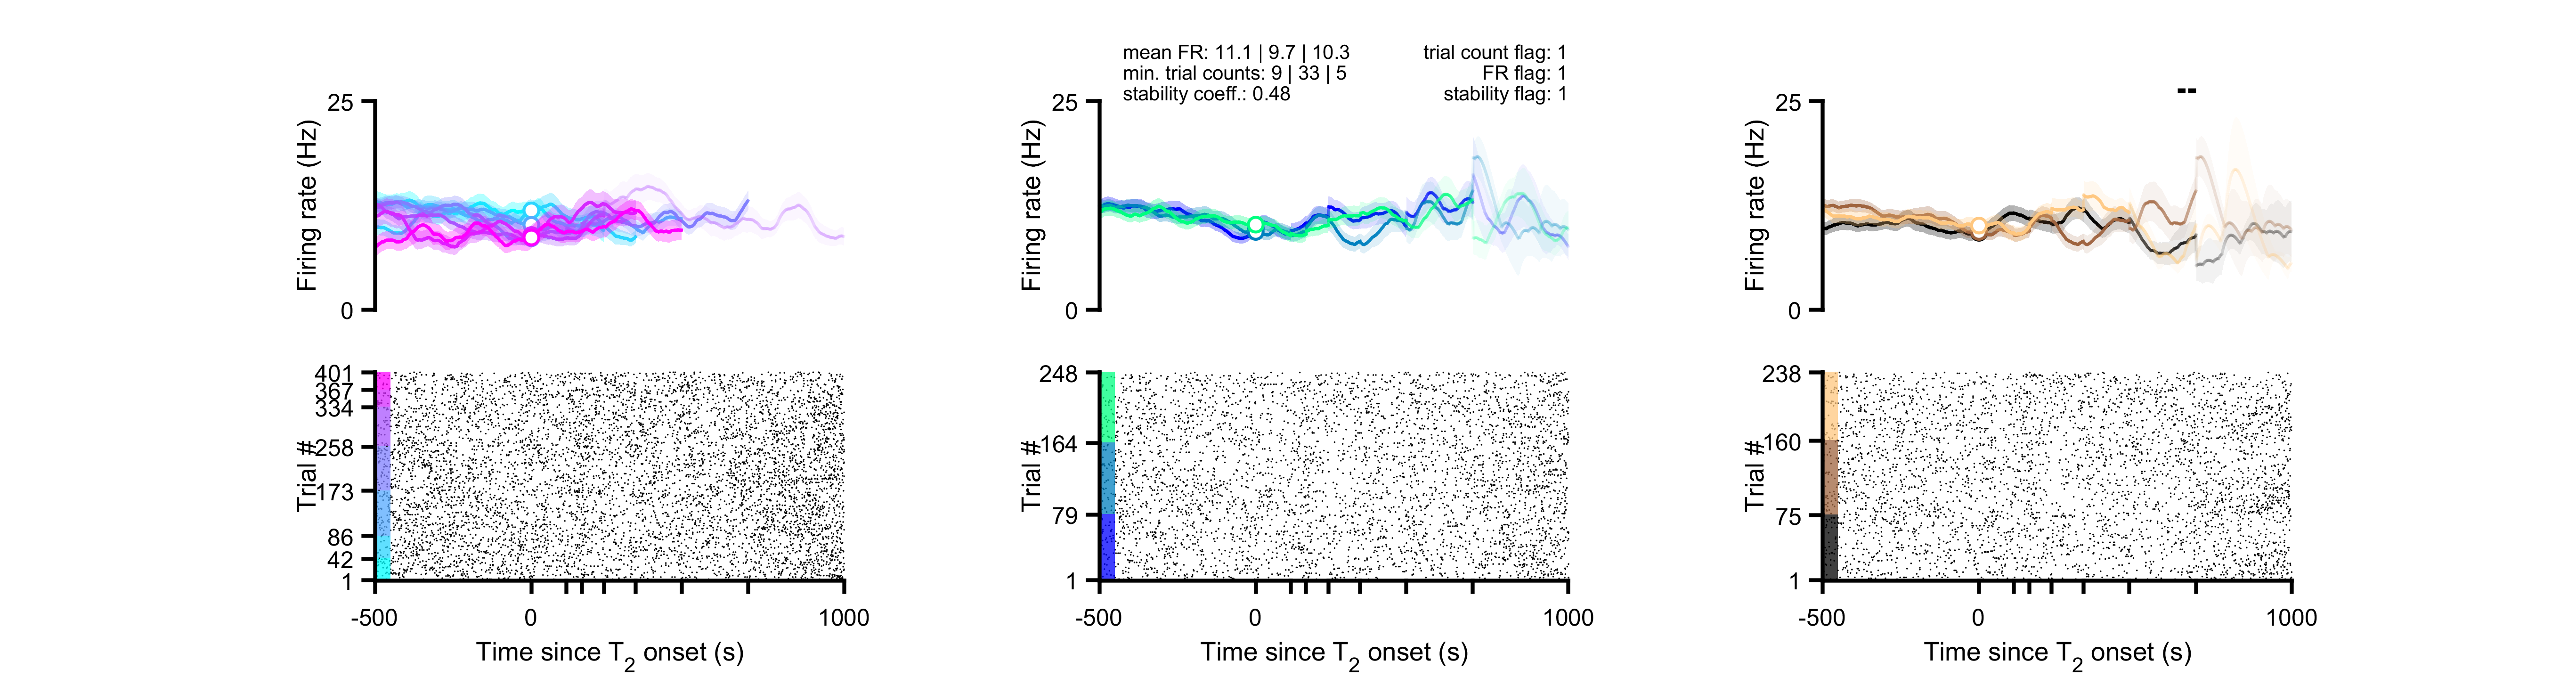 mean FR: 11.1 | 9.7 | 10.3
min. trial counts: 9 | 33 | 5
stability coeff.: 0.48
trial count flag: 1
FR flag: 1
stability flag: 1
25
Firing rate (Hz)
0
25
Firing rate (Hz)
0
25
Firing rate (Hz)
0
401
367
334
258
173
86
42
1
Trial #
-500
0
1000
Time since T2 onset (s)
248
164
79
1
Trial #
-500
0
1000
Time since T2 onset (s)
238
160
75
1
Trial #
-500
0
1000
Time since T2 onset (s)